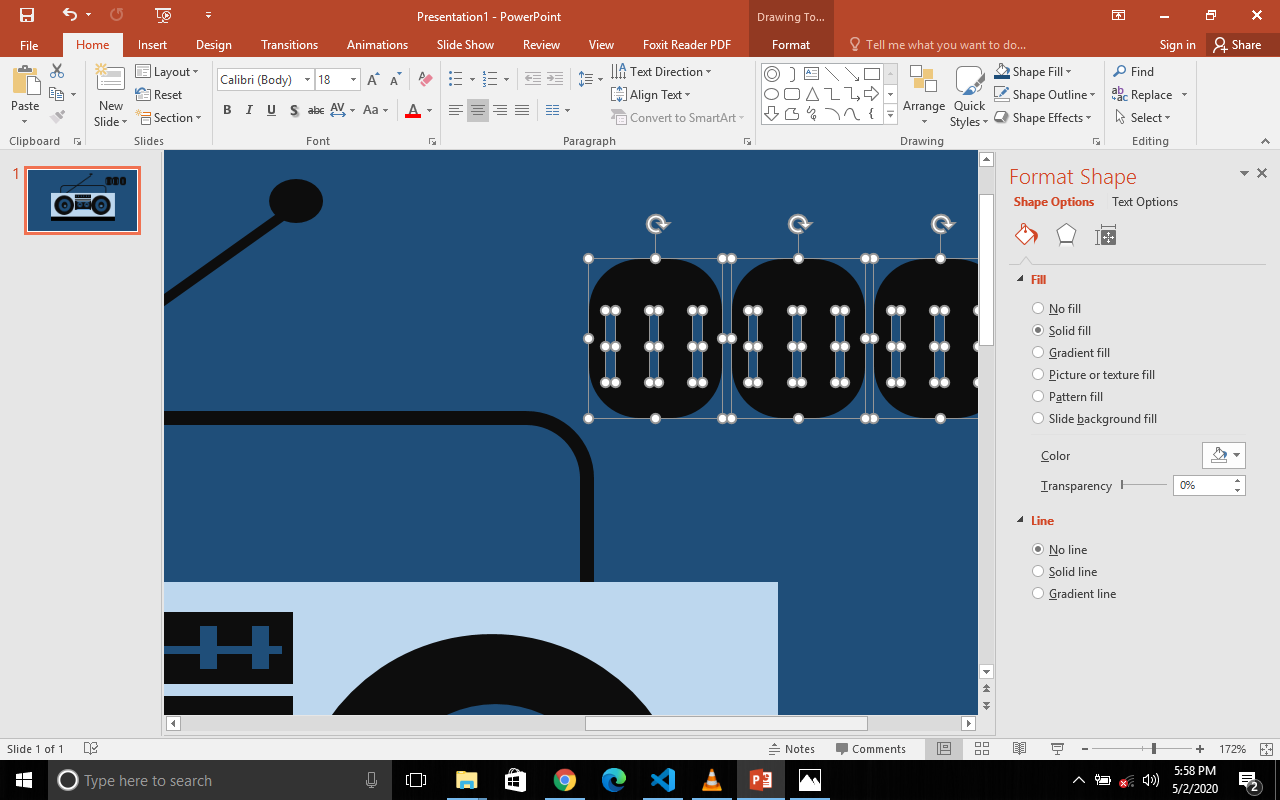 Presentation1 - PowerPoint
Drawing To...
File Home Insert Design Transitions Animations Slide Show Review View Foxit Reader PDF Format Tell me what you want to do... Sign in Share
Paste
New Slide
Layout
Reset
Section
Calibri (Body) 18
B I U S abc AV Aa A
Text Direction
Align Text
Convert to SmartArt
Arrange
Quick Styles
Shape Fill
Shape Outline
Shape Effects
Find
Replace
Select
Clipboard Slides Font Paragraph Drawing Editing
1
Format Shape
Shape Options Text Options
Fill
No fill
Solid fill
Gradient fill
Picture or texture fill
Pattern fill
Slide background fill
Color
Transparency 0%
Line
No line
Solid line
Gradient line
Slide 1 of 1 Notes Comments 172%
Type here to search
5:58 PM
5/2/2020
2